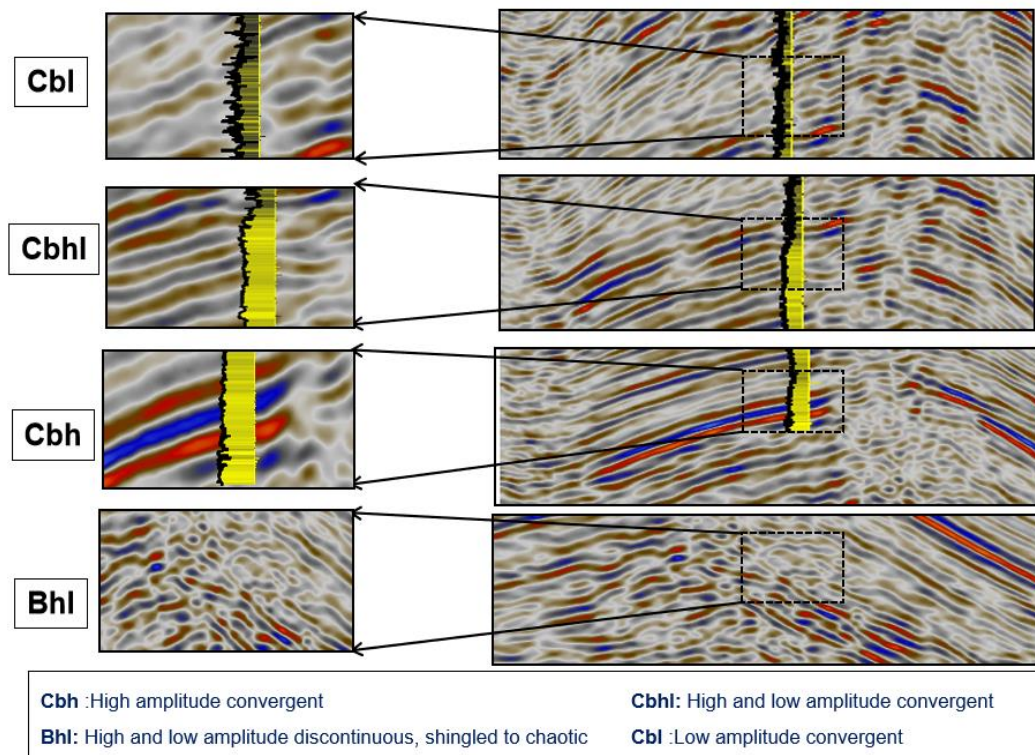 Cbl
Cbhl
Cbh
Bhl
Cbh :High amplitude convergent
Cbhl: High and low amplitude convergent
Bhl: High and low amplitude discontinuous, shingled to chaotic
Cbl :Low amplitude convergent